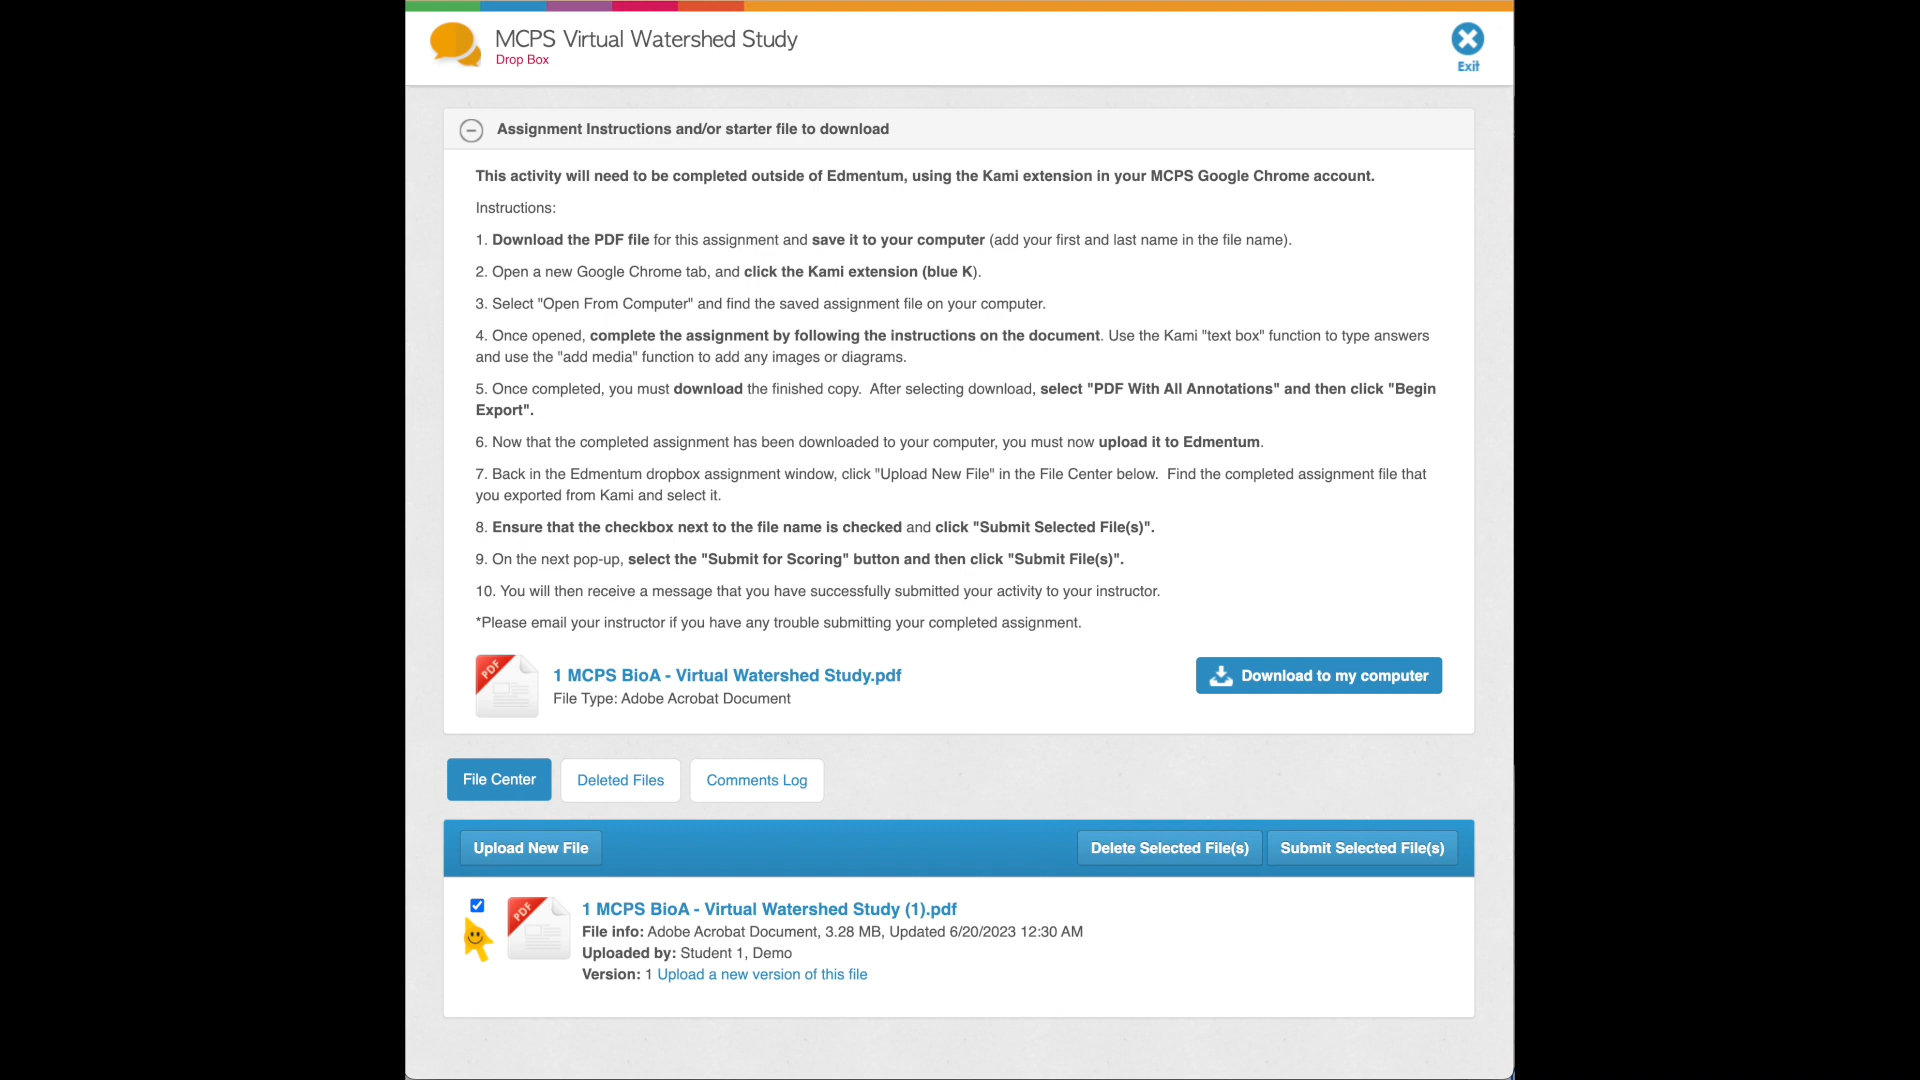 MCPS Virtual Watershed Study
Drop Box
Exit
Assignment Instructions and/or starter file to download
This activity will need to be completed outside of Edmentum, using the Kami extension in your MCPS Google Chrome account.
Instructions:
1. Download the PDF file for this assignment and save it to your computer (add your first and last name in the file name).
2. Open a new Google Chrome tab, and click the Kami extension (blue K).
3. Select "Open From Computer" and find the saved assignment file on your computer.
4. Once opened, complete the assignment by following the instructions on the document. Use the Kami "text box" function to type answers
and use the "add media" function to add any images or diagrams.
5. Once completed, you must download the finished copy.  After selecting download, select "PDF With All Annotations" and then click "Begin
Export".
6. Now that the completed assignment has been downloaded to your computer, you must now upload it to Edmentum.
7. Back in the Edmentum dropbox assignment window, click "Upload New File" in the File Center below.  Find the completed assignment file that
you exported from Kami and select it.
8. Ensure that the checkbox next to the file name is checked and click "Submit Selected File(s)".
9. On the next pop-up, select the "Submit for Scoring" button and then click "Submit File(s)".
10. You will then receive a message that you have successfully submitted your activity to your instructor.
*Please email your instructor if you have any trouble submitting your completed assignment.
PDF
1 MCPS BioA - Virtual Watershed Study.pdf
File Type: Adobe Acrobat Document
Download to my computer
File Center
Deleted Files
Comments Log
Upload New File
Delete Selected File(s)
Submit Selected File(s)
PDF
1 MCPS BioA - Virtual Watershed Study (1).pdf
File info: Adobe Acrobat Document, 3.28 MB, Updated 6/20/2023 12:30 AM
Uploaded by: Student 1, Demo
Version: 1 Upload a new version of this file